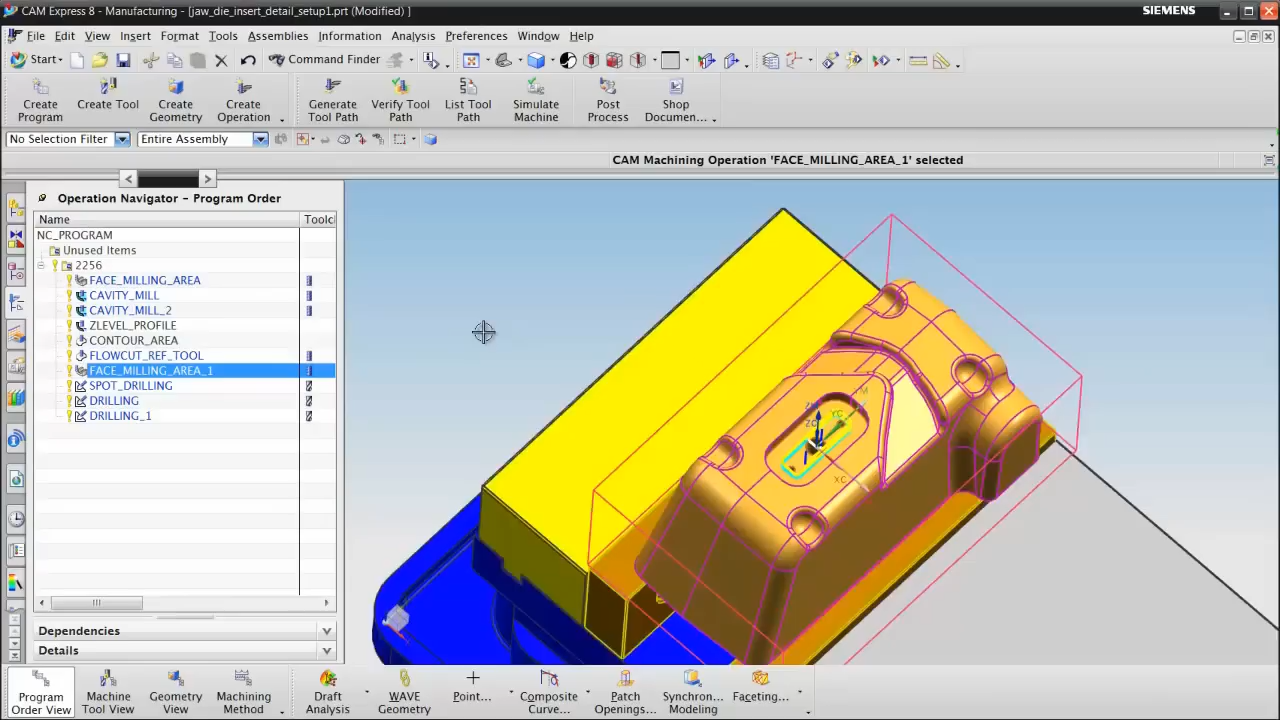 CAM Express 8 - Manufacturing - [jaw_die_insert_detail_setup1.prt (Modified) ]
SIEMENS
File Edit View Insert Format Tools Assemblies Information Analysis Preferences Window Help
Start Command Finder
Create Program
Create Tool
Create Geometry
Create Operation
Generate Tool Path
Verify Tool Path
List Tool Path
Simulate Machine
Post Process
Shop Documen...
No Selection Filter
Entire Assembly
CAM Machining Operation 'FACE_MILLING_AREA_1' selected
Operation Navigator - Program Order
Name Toolc
NC_PROGRAM
Unused Items
2256
FACE_MILLING_AREA
CAVITY_MILL
CAVITY_MILL_2
ZLEVEL_PROFILE
CONTOUR_AREA
FLOWCUT_REF_TOOL
FACE_MILLING_AREA_1
SPOT_DRILLING
DRILLING
DRILLING_1
YC
XC
Dependencies
Details
Program Order View
Machine Tool View
Geometry View
Machining Method
Draft Analysis
WAVE Geometry
Point...
Composite Curve...
Patch Openings...
Synchron... Modeling
Faceting...